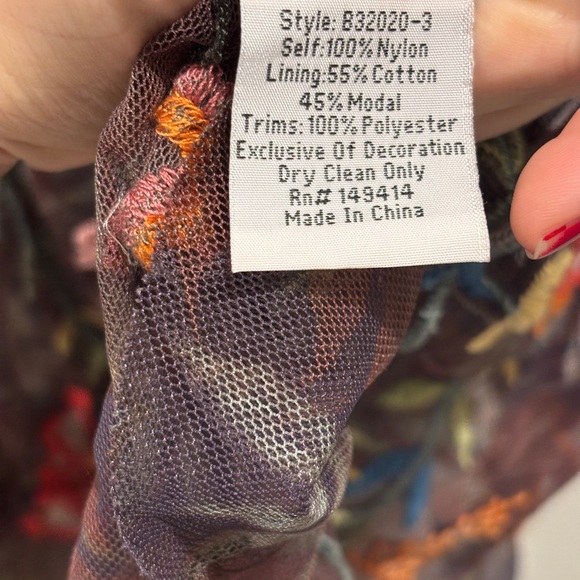 Style: B32020-3
Self:100% Nylon
Lining:55% Cotton
45% Modal
Trims: 100% Polyester
Exclusive Of Decoration
Dry Clean Only
Rn# 149414
Made In China